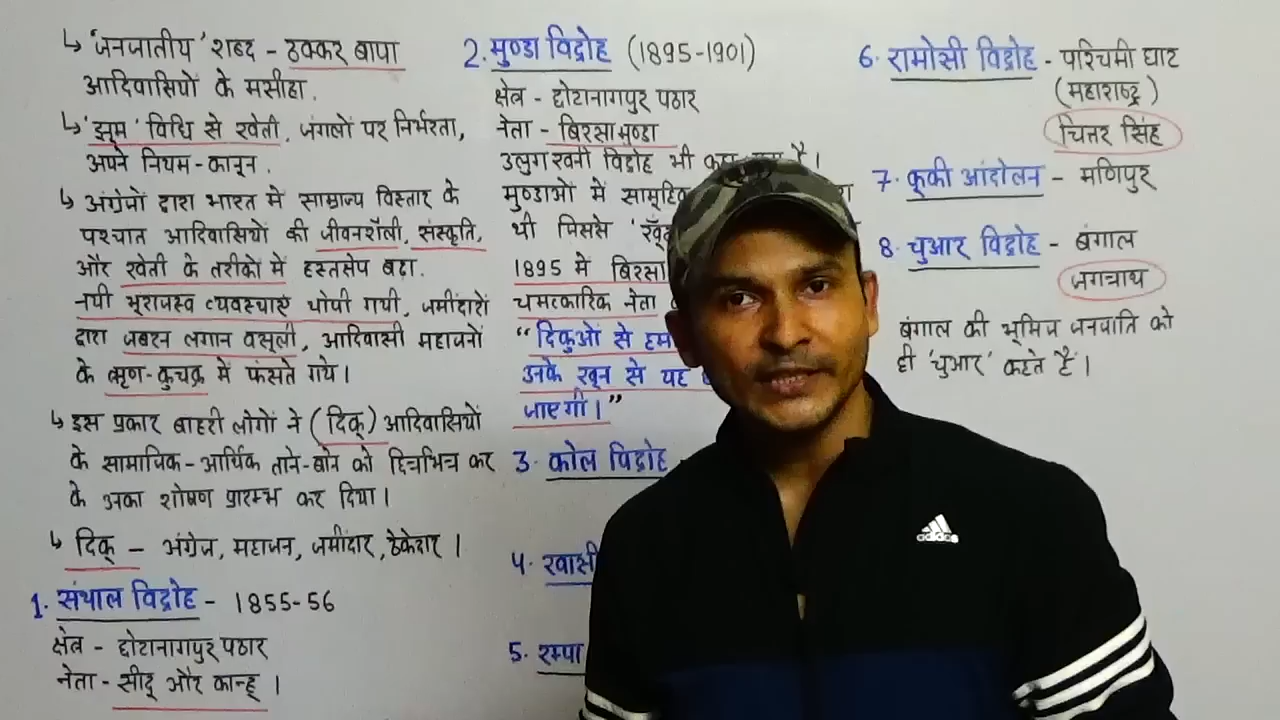 ↳ 'जनजातीय' शब्द - ठक्कर बापा
आदिवासियों के मसीहा.
↳ 'झूम' विधि से खेती, जंगलों पर निर्भरता,
अपने नियम-कानून.
↳ अंग्रेजों द्वारा भारत में साम्राज्य विस्तार के
पश्चात आदिवासियों की जीवनशैली, संस्कृति,
और खेती के तरीकों में हस्तक्षेप बढ़ा.
नयी भूराजस्व व्यवस्थाएं थोपी गयी, जमींदारों
द्वारा जबरन लगान वसूली, आदिवासी महाजनों
के ऋण-कुचक्र में फंसते गये।
↳ इस प्रकार बाहरी लोगों ने (दिकू) आदिवासियों
के सामाजिक-आर्थिक ताने-बाने को छिन्नभिन्न कर
के उनका शोषण प्रारम्भ कर दिया।
↳ दिकू – अंग्रेज, महाजन, जमींदार, ठेकेदार।
1. संथाल विद्रोह - 1855-56
क्षेत्र - छोटानागपुर पठार
नेता - सीदू और कान्हू।
2. मुण्डा विद्रोह (1895-1901)
क्षेत्र - छोटानागपुर पठार
नेता - बिरसा मुण्डा
उलुगखनी विद्रोह भी है।
मुण्डाओं में
थी जिससे
1895 में बिरसा
चमत्कारिक नेता
"दिकुओं से हम
उनके खून से यह
जाएगी।"
3. कोल विद्रोह
4. खासी
5. रम्पा
6. रामोसी विद्रोह - पश्चिमी घाट
(महाराष्ट्र)
चित्तर सिंह
7. कूकी आंदोलन - मणिपुर
8. चुआर विद्रोह - बंगाल
जगन्नाथ
बंगाल की भूमिज जनजाति को
ही 'चुआर' कहते हैं।
adidas